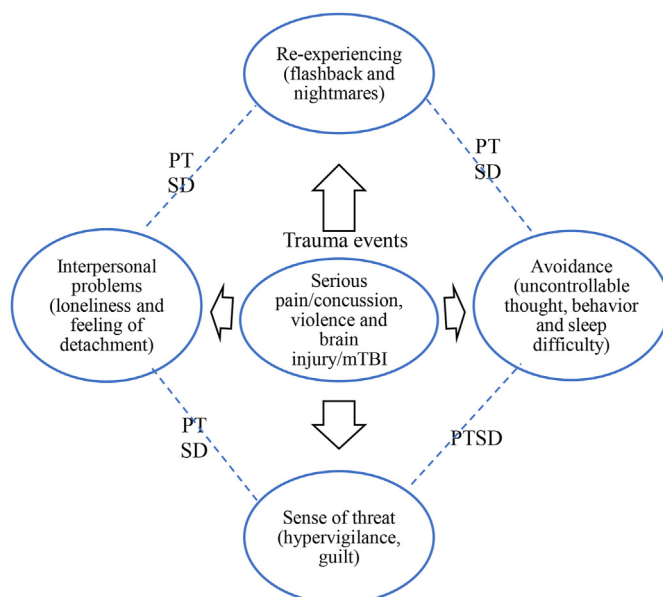 Re-experiencing
(flashback and
nightmares)
PT
SD
PT
SD
Trauma events
Interpersonal
problems
(loneliness and
feeling of
detachment)
Serious
pain/concussion,
violence and
brain
injury/mTBI
Avoidance
(uncontrollable
thought, behavior
and sleep
difficulty)
PT
SD
PTSD
Sense of threat
(hypervigilance,
guilt)